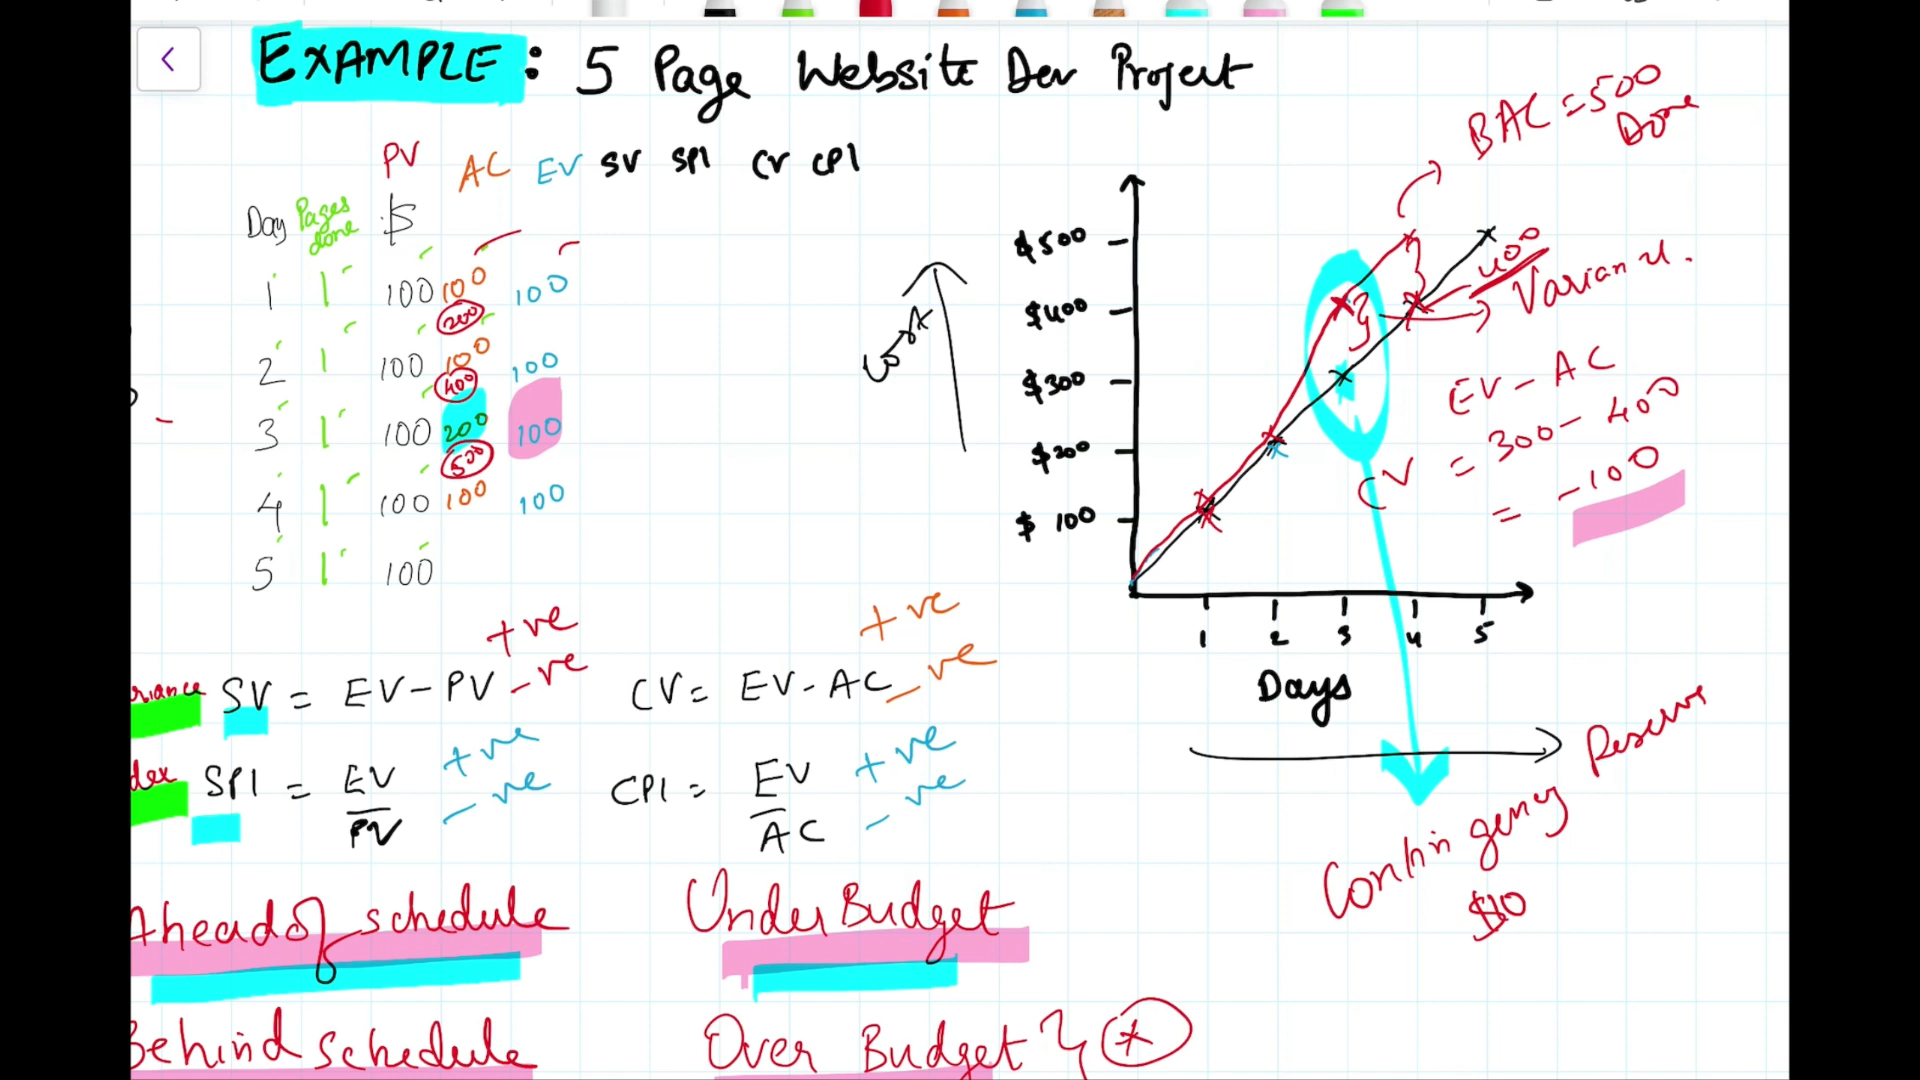 EXAMPLE: 5 Page Website Dev Project
BAC = 500
Done
PV AC EV SV SPI CV CPI
Day Pages done $
1 1 100 100 100
200
2 1 100 100 100
400
3 1 100 200 100
500
4 1 100 100 100
5 1 100
Work
$500
$400
$300
$200
$100
1 2 3 4 5
Days
400
Variance.
EV - AC
CV = 300 - 400
= -100
Contingency Reserve
$10
riance SV = EV - PV +ve -ve
CV = EV - AC +ve -ve
dex SPI = EV/PV +ve -ve
CPI = EV/AC +ve -ve
Ahead of schedule
Under Budget
Behind schedule
Over Budget